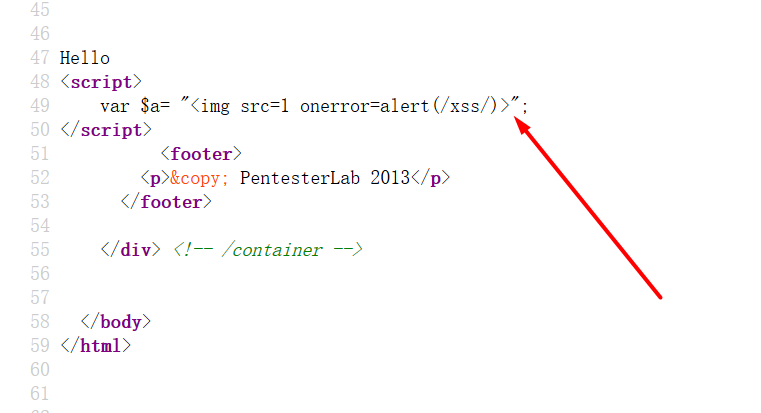 45
46
47 Hello
48 <script>
49 var $a= "<img src=1 onerror=alert(/xss/)>";
50 </script>
51 <footer>
52 <p>&copy; PentesterLab 2013</p>
53 </footer>
54
55 </div> <!-- /container -->
56
57
58 </body>
59 </html>
60
61